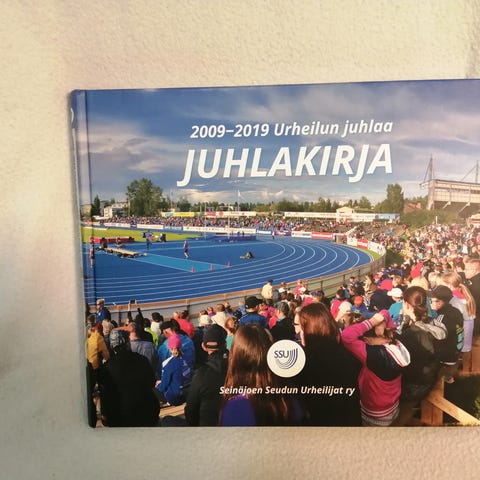 2009–2019 Urheilun juhlaa
JUHLAKIRJA
SSU
Seinäjoen Seudun Urheilijat ry